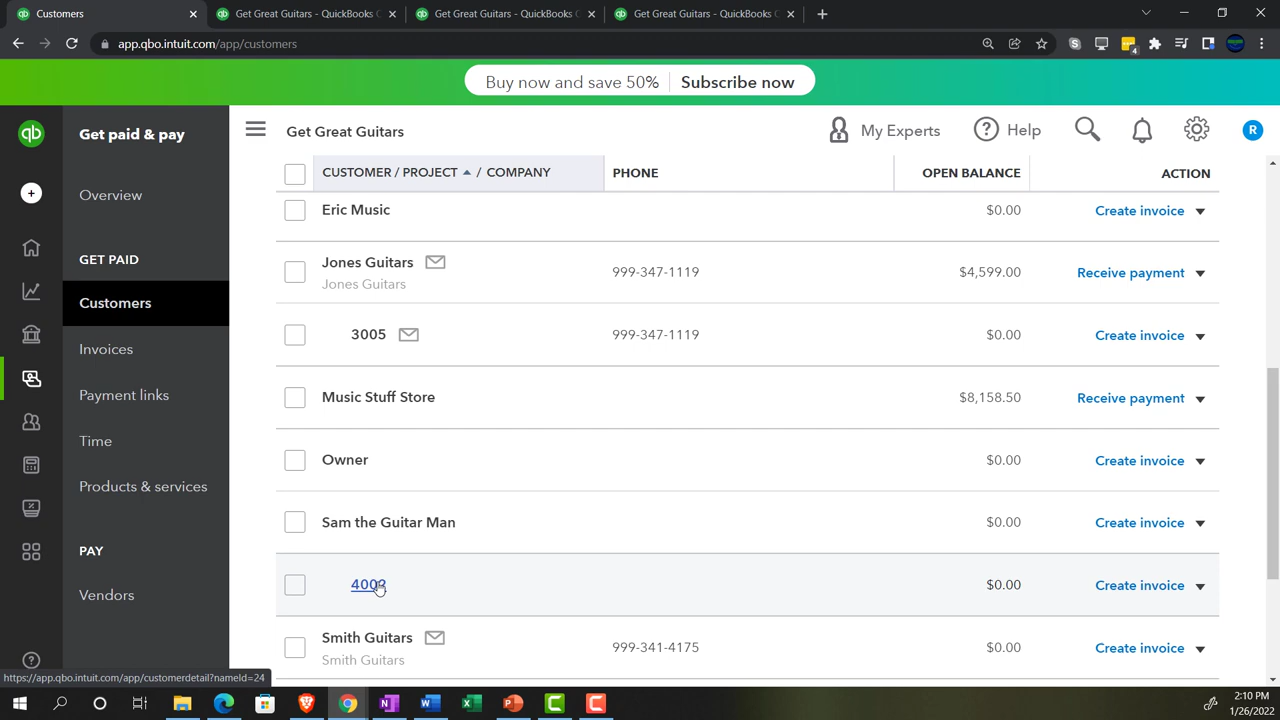 Customers
Get Great Guitars - QuickBooks
Get Great Guitars - QuickBooks
Get Great Guitars - QuickBooks
app.qbo.intuit.com/app/customers
4
Buy now and save 50% Subscribe now
qb
Get paid & pay
Get Great Guitars
My Experts
Help
R
CUSTOMER / PROJECT / COMPANY PHONE OPEN BALANCE ACTION
Overview
GET PAID
Customers
Invoices
Payment links
Time
Products & services
PAY
Vendors
Eric Music $0.00 Create invoice
Jones Guitars 999-347-1119 $4,599.00 Receive payment
Jones Guitars
3005 999-347-1119 $0.00 Create invoice
Music Stuff Store $8,158.50 Receive payment
Owner $0.00 Create invoice
Sam the Guitar Man $0.00 Create invoice
$0.00 Create invoice
Smith Guitars 999-341-4175 $0.00 Create invoice
Smith Guitars
https://app.qbo.intuit.com/app/customerdetail?nameId=24
2:10 PM
1/26/2022